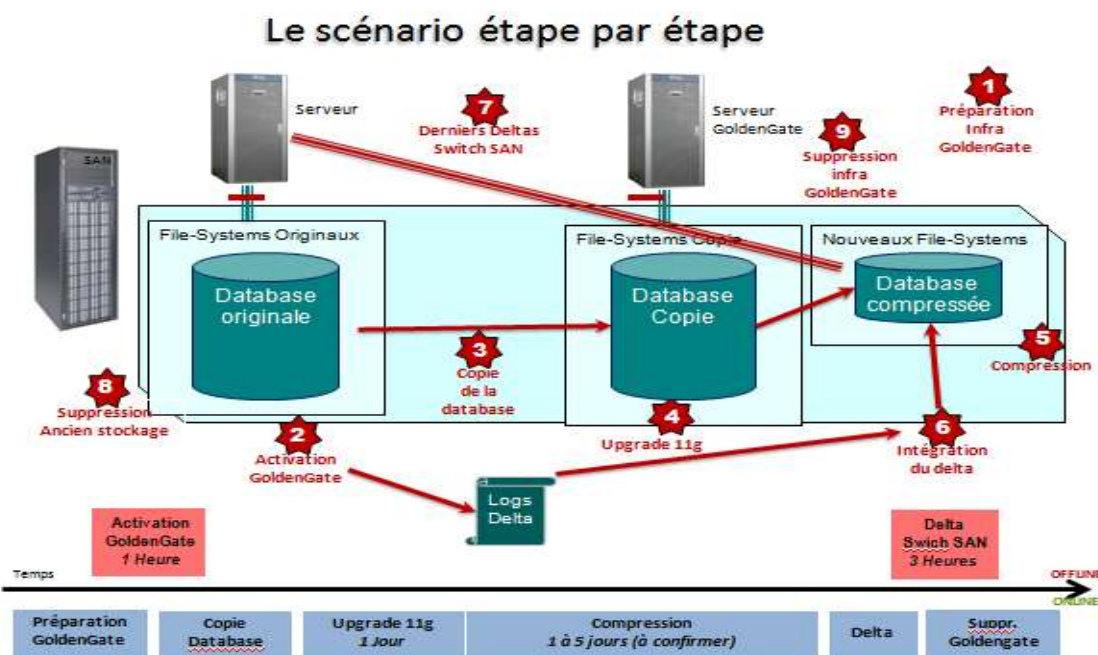 Le scénario étape par étape
Serveur
7
Derniers Deltas
Switch SAN
Serveur
GoldenGate
9
Suppression
infra
GoldenGate
1
Préparation
Infra
GoldenGate
SAN
File-Systems Originaux
Database
originale
File-Systems Copie
Database
Copie
Nouveaux File-Systems
Database
compressée
5
Compression
3
Copie
de la
database
8
Suppression
Ancien stockage
2
Activation
GoldenGate
4
Upgrade 11g
6
Intégration
du delta
Logs
Delta
Activation
GoldenGate
1 Heure
Delta
Swich SAN
3 Heures
Temps
OFFLINE
ONLINE
Préparation
GoldenGate
Copie
Database
Upgrade 11g
1 Jour
Compression
1 à 5 jours (à confirmer)
Delta
Suppr.
Goldengate